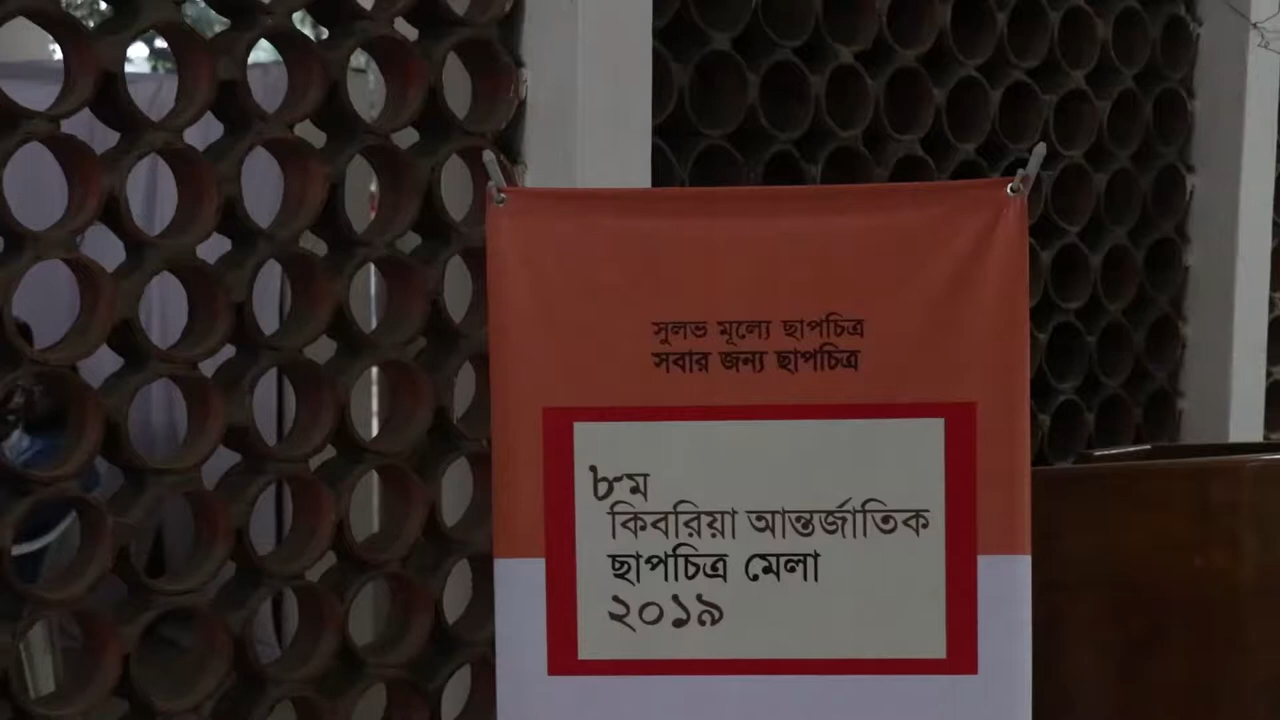 সুলভ মূল্যে ছাপচিত্র
সবার জন্য ছাপচিত্র
৮ম
কিবরিয়া আন্তর্জাতিক
ছাপচিত্র মেলা
২০১৯